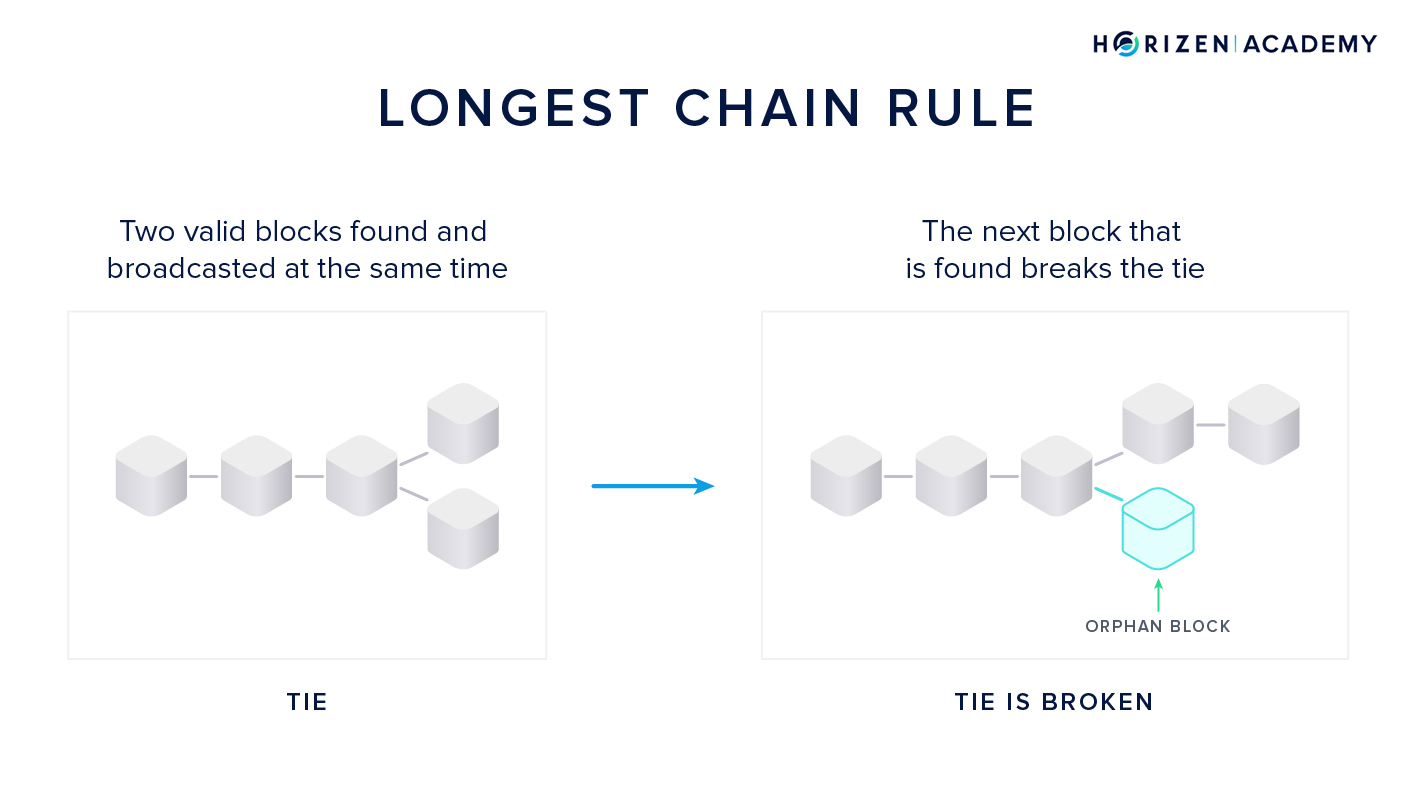 HORIZEN | ACADEMY
LONGEST CHAIN RULE
Two valid blocks found and
broadcasted at the same time
The next block that
is found breaks the tie
ORPHAN BLOCK
TIE
TIE IS BROKEN